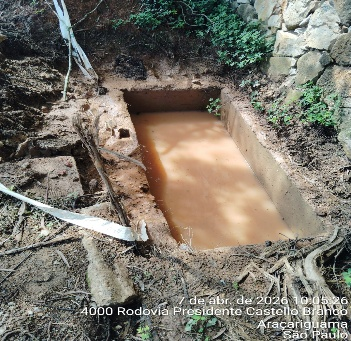 7 de abr. de 2026 10:05:26
4000 Rodovia Presidente Castello Branco
Araçariguama
São Paulo